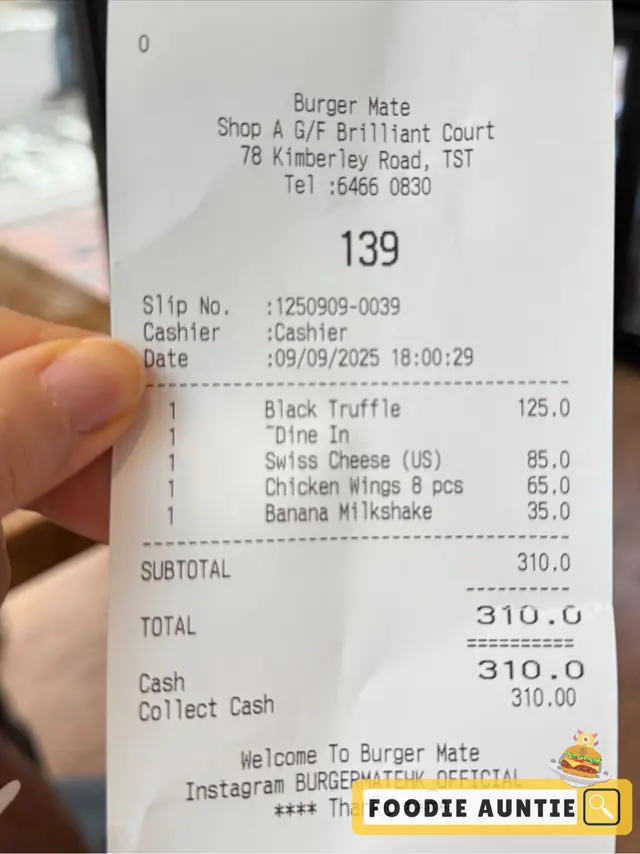 0
Burger Mate
Shop A G/F Brilliant Court
78 Kimberley Road, TST
Tel :6466 0830
139
Slip No. :1250909-0039
Cashier :Cashier
Date :09/09/2025 18:00:29
1 Black Truffle 125.0
1 ~Dine In
1 Swiss Cheese (US) 85.0
1 Chicken Wings 8 pcs 65.0
1 Banana Milkshake 35.0
SUBTOTAL 310.0
TOTAL 310.0
Cash 310.0
Collect Cash 310.00
Welcome To Burger Mate
Instagram BURGERMATEHK_OFFICIAL
****
FOODIE AUNTIE